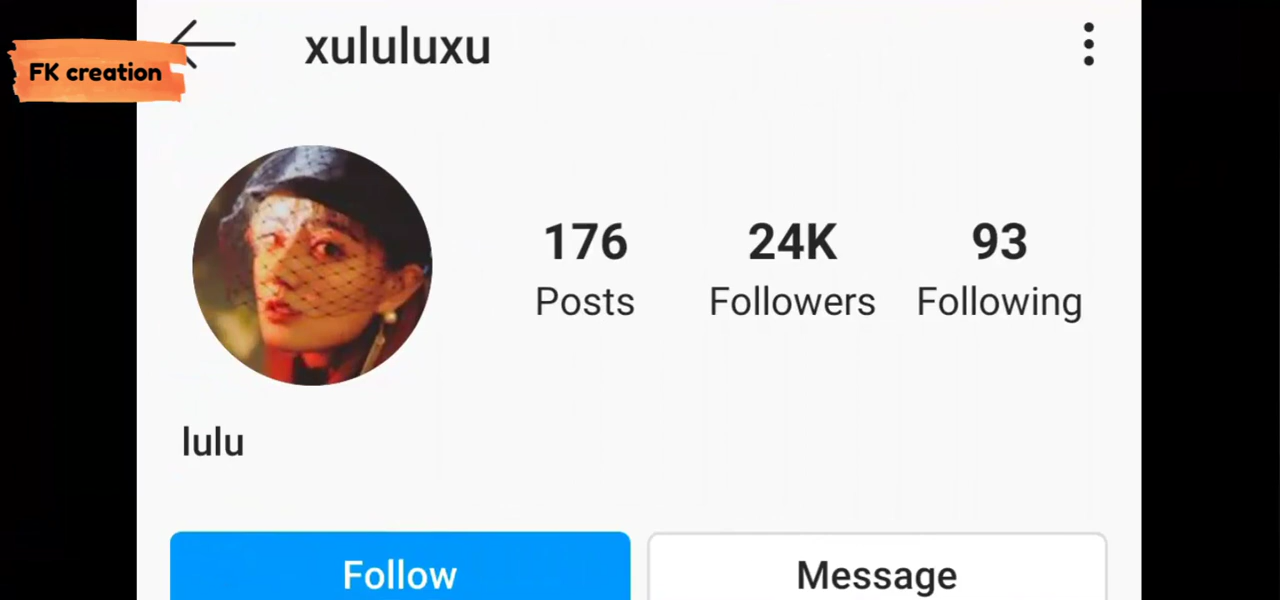 FK creation
xululuxu
176 24K 93
Posts Followers Following
lulu
Follow Message